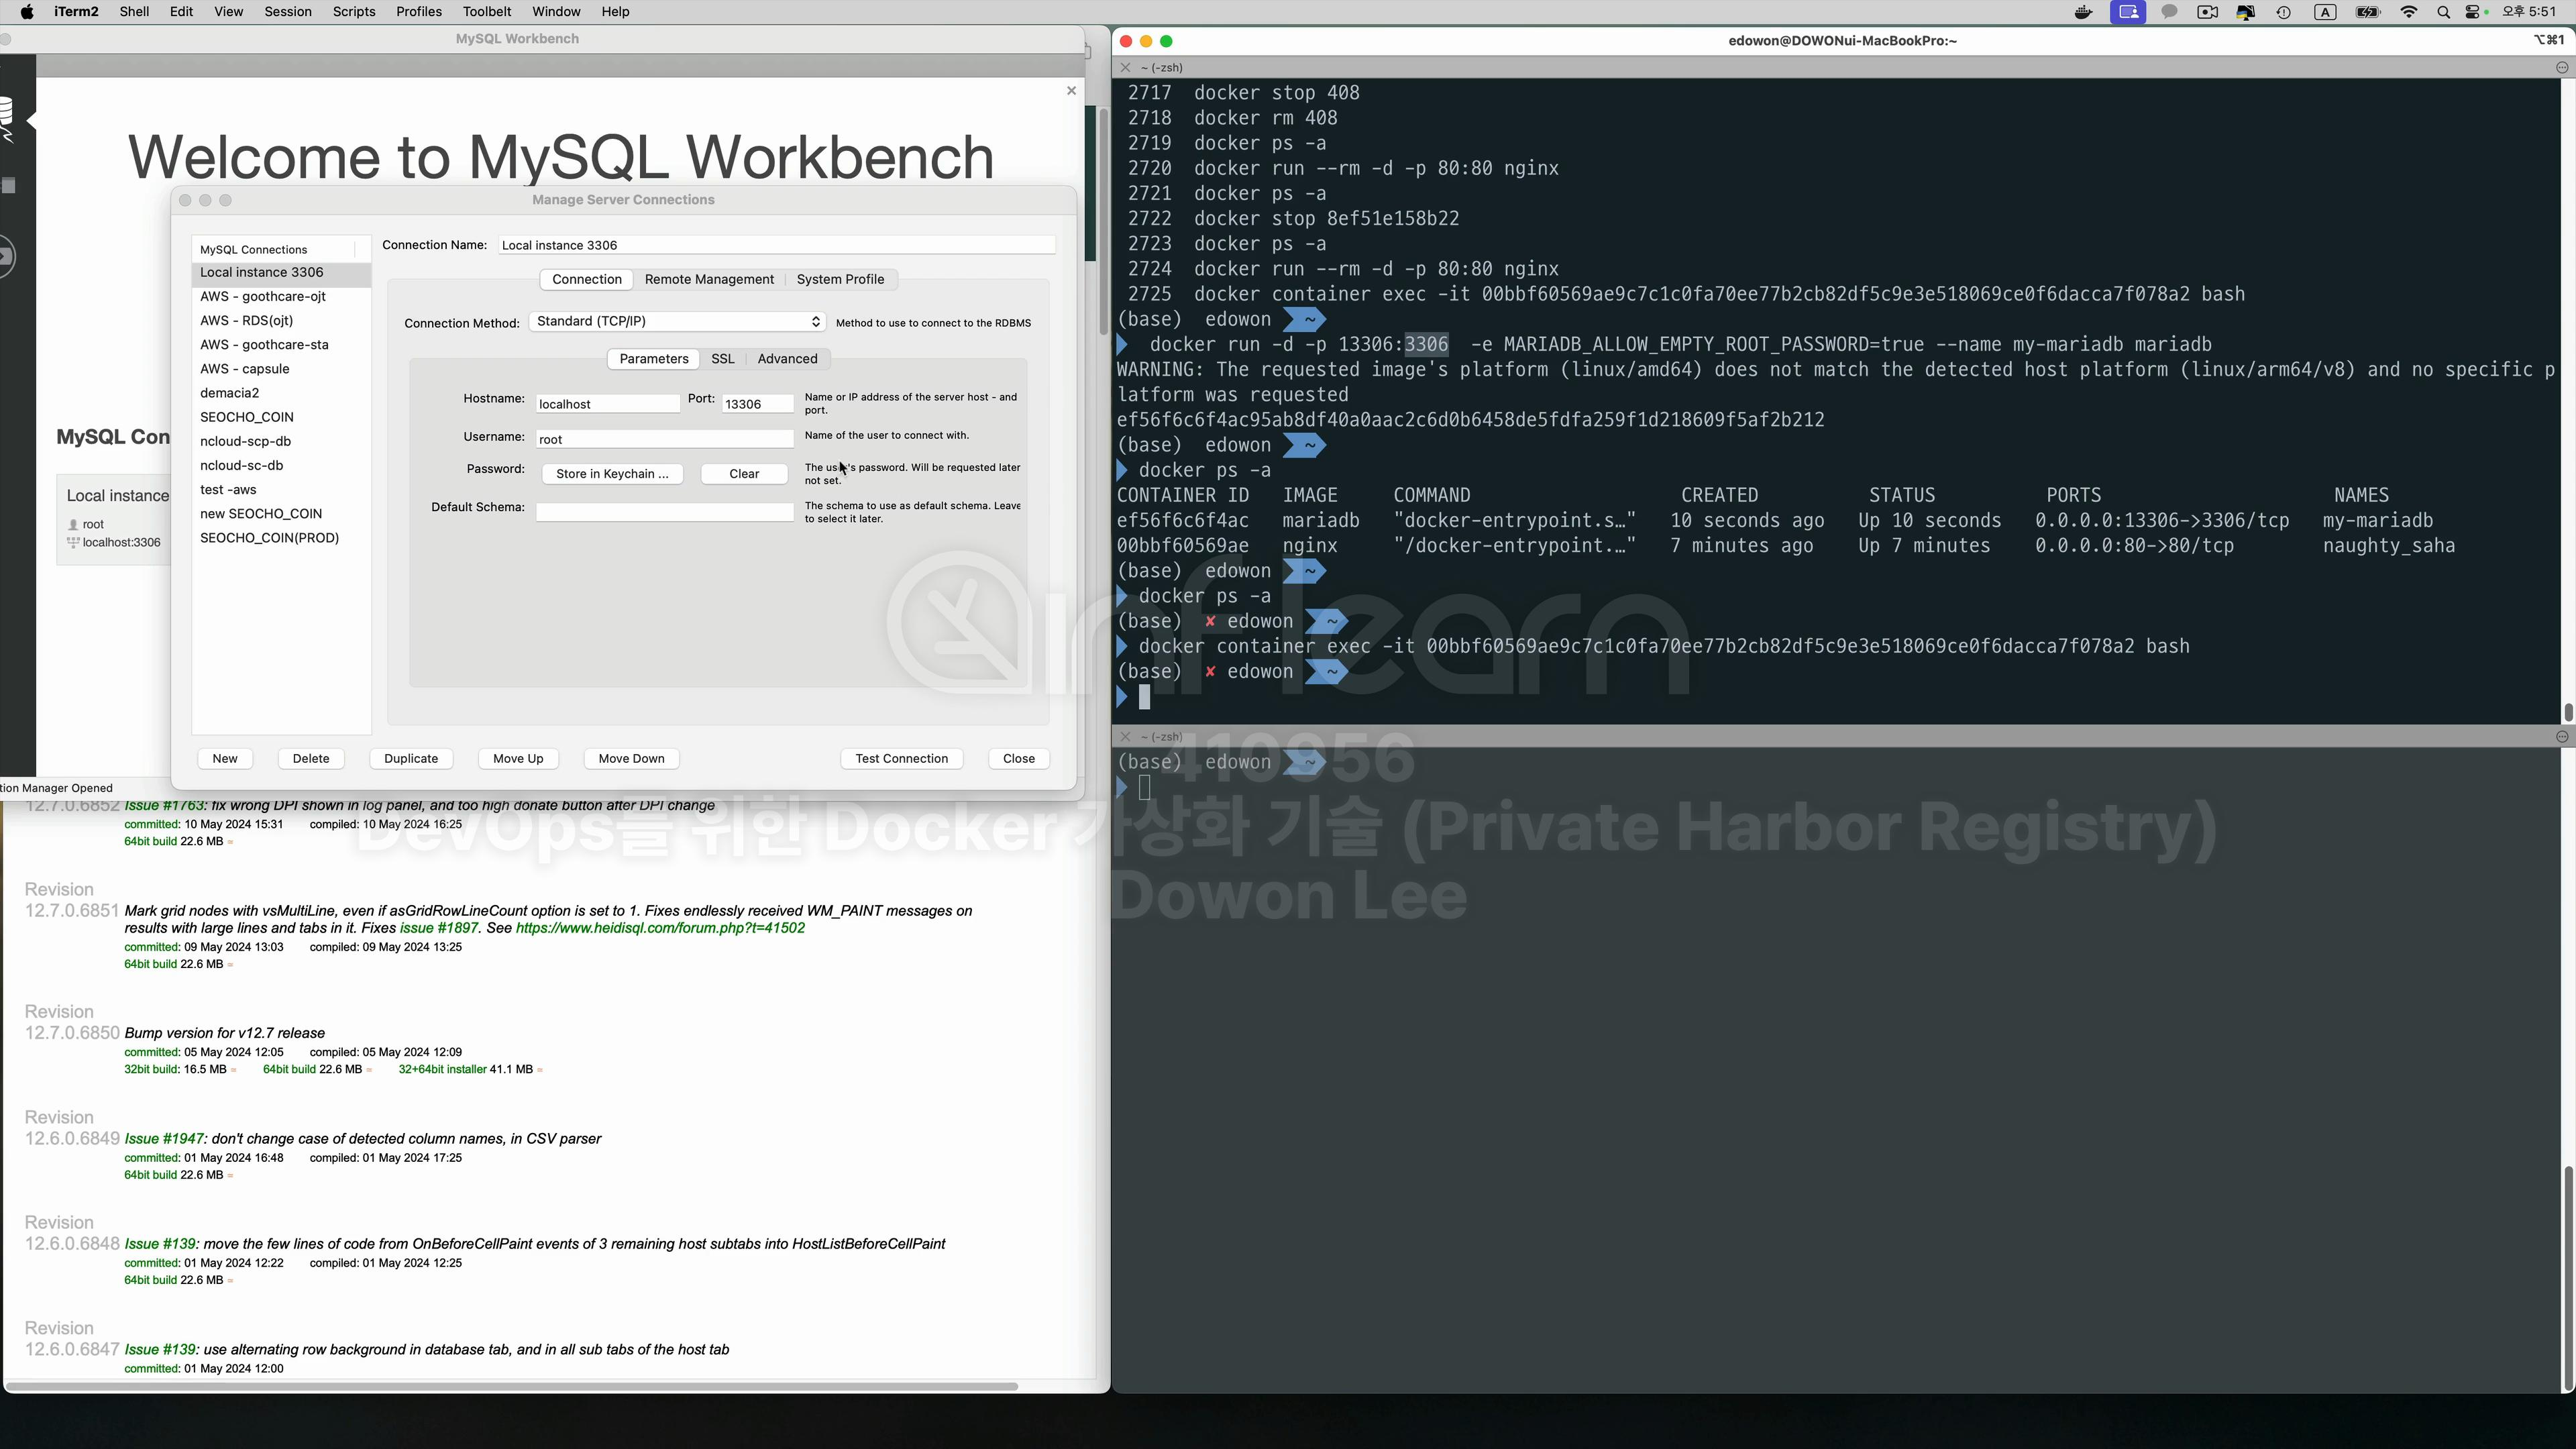 iTerm2 Shell Edit View Session Scripts Profiles Toolbelt Window Help
A 오후 5:51
MySQL Workbench
Welcome to MySQL Workbench
MySQL Con
Local instance
root
localhost:3306
tion Manager Opened
Manage Server Connections
MySQL Connections
Local instance 3306
AWS - goothcare-ojt
AWS - RDS(ojt)
AWS - goothcare-sta
AWS - capsule
demacia2
SEOCHO_COIN
ncloud-scp-db
ncloud-sc-db
test -aws
new SEOCHO_COIN
SEOCHO_COIN(PROD)
Connection Name: Local instance 3306
Connection Remote Management System Profile
Connection Method: Standard (TCP/IP) Method to use to connect to the RDBMS
Parameters SSL Advanced
Hostname: localhost Port: 13306 Name or IP address of the server host - and
port.
Username: root Name of the user to connect with.
Password: Store in Keychain ... Clear The user's password. Will be requested later
not set.
Default Schema: The schema to use as default schema. Leave
to select it later.
New Delete Duplicate Move Up Move Down Test Connection Close
12.7.0.6852 Issue #1763: fix wrong DPI shown in log panel, and too high donate button after DPI change
committed: 10 May 2024 15:31 compiled: 10 May 2024 16:25
64bit build 22.6 MB
Revision
12.7.0.6851 Mark grid nodes with vsMultiLine, even if asGridRowLineCount option is set to 1. Fixes endlessly received WM_PAINT messages on
results with large lines and tabs in it. Fixes issue #1897. See https://www.heidisql.com/forum.php?t=41502
committed: 09 May 2024 13:03 compiled: 09 May 2024 13:25
64bit build 22.6 MB
Revision
12.7.0.6850 Bump version for v12.7 release
committed: 05 May 2024 12:05 compiled: 05 May 2024 12:09
32bit build: 16.5 MB 64bit build 22.6 MB 32+64bit installer 41.1 MB
Revision
12.6.0.6849 Issue #1947: don't change case of detected column names, in CSV parser
committed: 01 May 2024 16:48 compiled: 01 May 2024 17:25
64bit build 22.6 MB
Revision
12.6.0.6848 Issue #139: move the few lines of code from OnBeforeCellPaint events of 3 remaining host subtabs into HostListBeforeCellPaint
committed: 01 May 2024 12:22 compiled: 01 May 2024 12:25
64bit build 22.6 MB
Revision
12.6.0.6847 Issue #139: use alternating row background in database tab, and in all sub tabs of the host tab
committed: 01 May 2024 12:00
edowon@DOWONui-MacBookPro:~ ⌥⌘1
~ (-zsh)
2717 docker stop 408
2718 docker rm 408
2719 docker ps -a
2720 docker run --rm -d -p 80:80 nginx
2721 docker ps -a
2722 docker stop 8ef51e158b22
2723 docker ps -a
2724 docker run --rm -d -p 80:80 nginx
2725 docker container exec -it 00bbf60569ae9c7c1c0fa70ee77b2cb82df5c9e3e518069ce0f6dacca7f078a2 bash
(base) edowon ~
docker run -d -p 13306:3306 -e MARIADB_ALLOW_EMPTY_ROOT_PASSWORD=true --name my-mariadb mariadb
WARNING: The requested image's platform (linux/amd64) does not match the detected host platform (linux/arm64/v8) and no specific p
latform was requested
ef56f6c6f4ac95ab8df40a0aac2c6d0b6458de5fdfa259f1d218609f5af2b212
(base) edowon ~
docker ps -a
CONTAINER ID IMAGE COMMAND CREATED STATUS PORTS NAMES
ef56f6c6f4ac mariadb "docker-entrypoint.s…" 10 seconds ago Up 10 seconds 0.0.0.0:13306->3306/tcp my-mariadb
00bbf60569ae nginx "/docker-entrypoint.…" 7 minutes ago Up 7 minutes 0.0.0.0:80->80/tcp naughty_saha
(base) edowon ~
docker ps -a
(base) ✘ edowon ~
docker container exec -it 00bbf60569ae9c7c1c0fa70ee77b2cb82df5c9e3e518069ce0f6dacca7f078a2 bash
(base) ✘ edowon ~
~ (-zsh)
(base) edowon ~
inflearn
410956
DevOps를 위한 Docker 가상화 기술 (Private Harbor Registry)
Dowon Lee